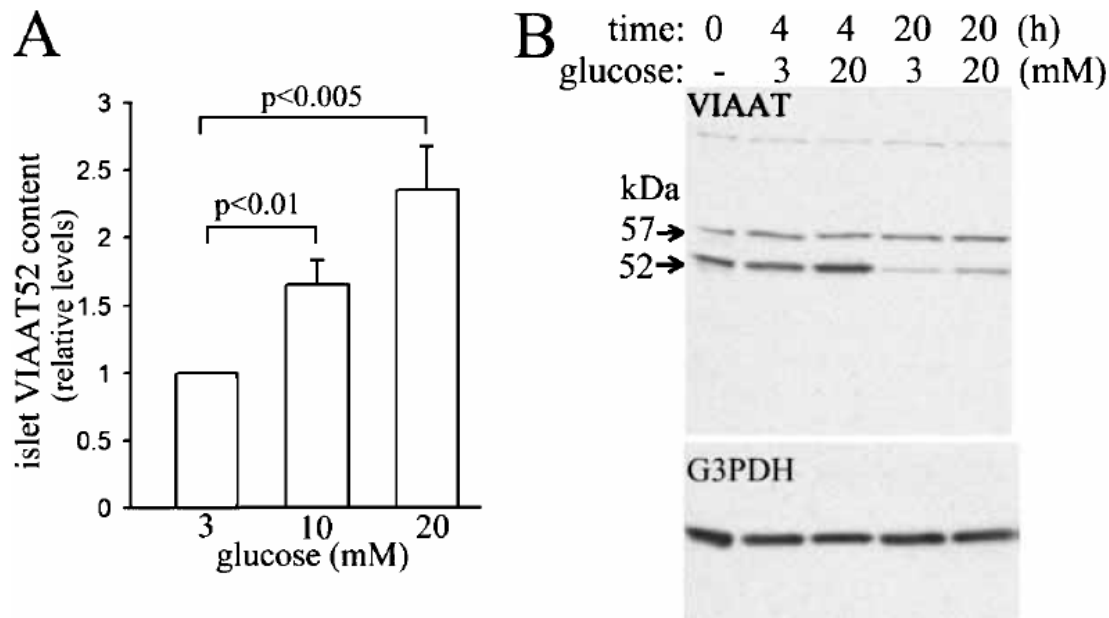 A
p<0.005
p<0.01
islet VIAAT52 content
(relative levels)
3
2.5
2
1.5
1
0.5
0
3 10 20
glucose (mM)
B
time: 0 4 4 20 20 (h)
glucose: - 3 20 3 20 (mM)
VIAAT
kDa
57→
52→
G3PDH